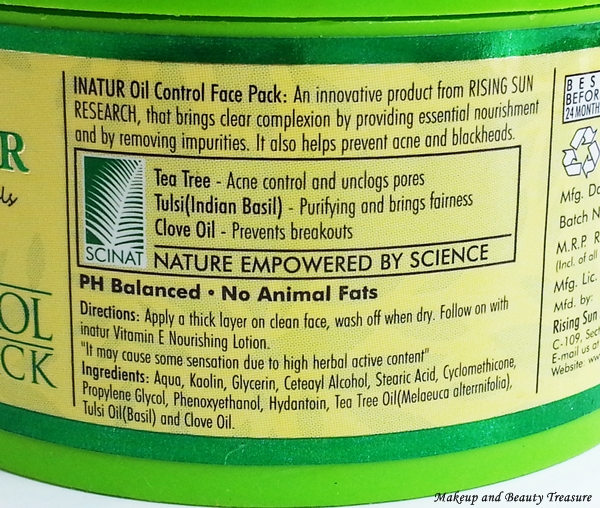 INATUR Oil Control Face Pack: An innovative product from RISING SUN
RESEARCH, that brings clear complexion by providing essential nourishment
and by removing impurities. It also helps prevent acne and blackheads.
SCINAT
Tea Tree - Acne control and unclogs pores
Tulsi(Indian Basil) - Purifying and brings fairness
Clove Oil - Prevents breakouts
NATURE EMPOWERED BY SCIENCE
PH Balanced • No Animal Fats
Directions: Apply a thick layer on clean face, wash off when dry. Follow on with
inatur Vitamin E Nourishing Lotion.
"It may cause some sensation due to high herbal active content"
Ingredients: Aqua, Kaolin, Glycerin, Ceteayl Alcohol, Stearic Acid, Cyclomethicone,
Propylene Glycol, Phenoxyethanol, Hydantoin, Tea Tree Oil(Melaeuca alternifolia),
Tulsi Oil(Basil) and Clove Oil.
R
OL
CK
BES
BEFOR
24 MONTH
Mfg. Da
Batch N
M.R.P. R
(Incl. of all
Mfg. Lic.
Mfd. by:
Rising Sun
C-109, Sect
E-mail us at
Website: ww
Makeup and Beauty Treasure